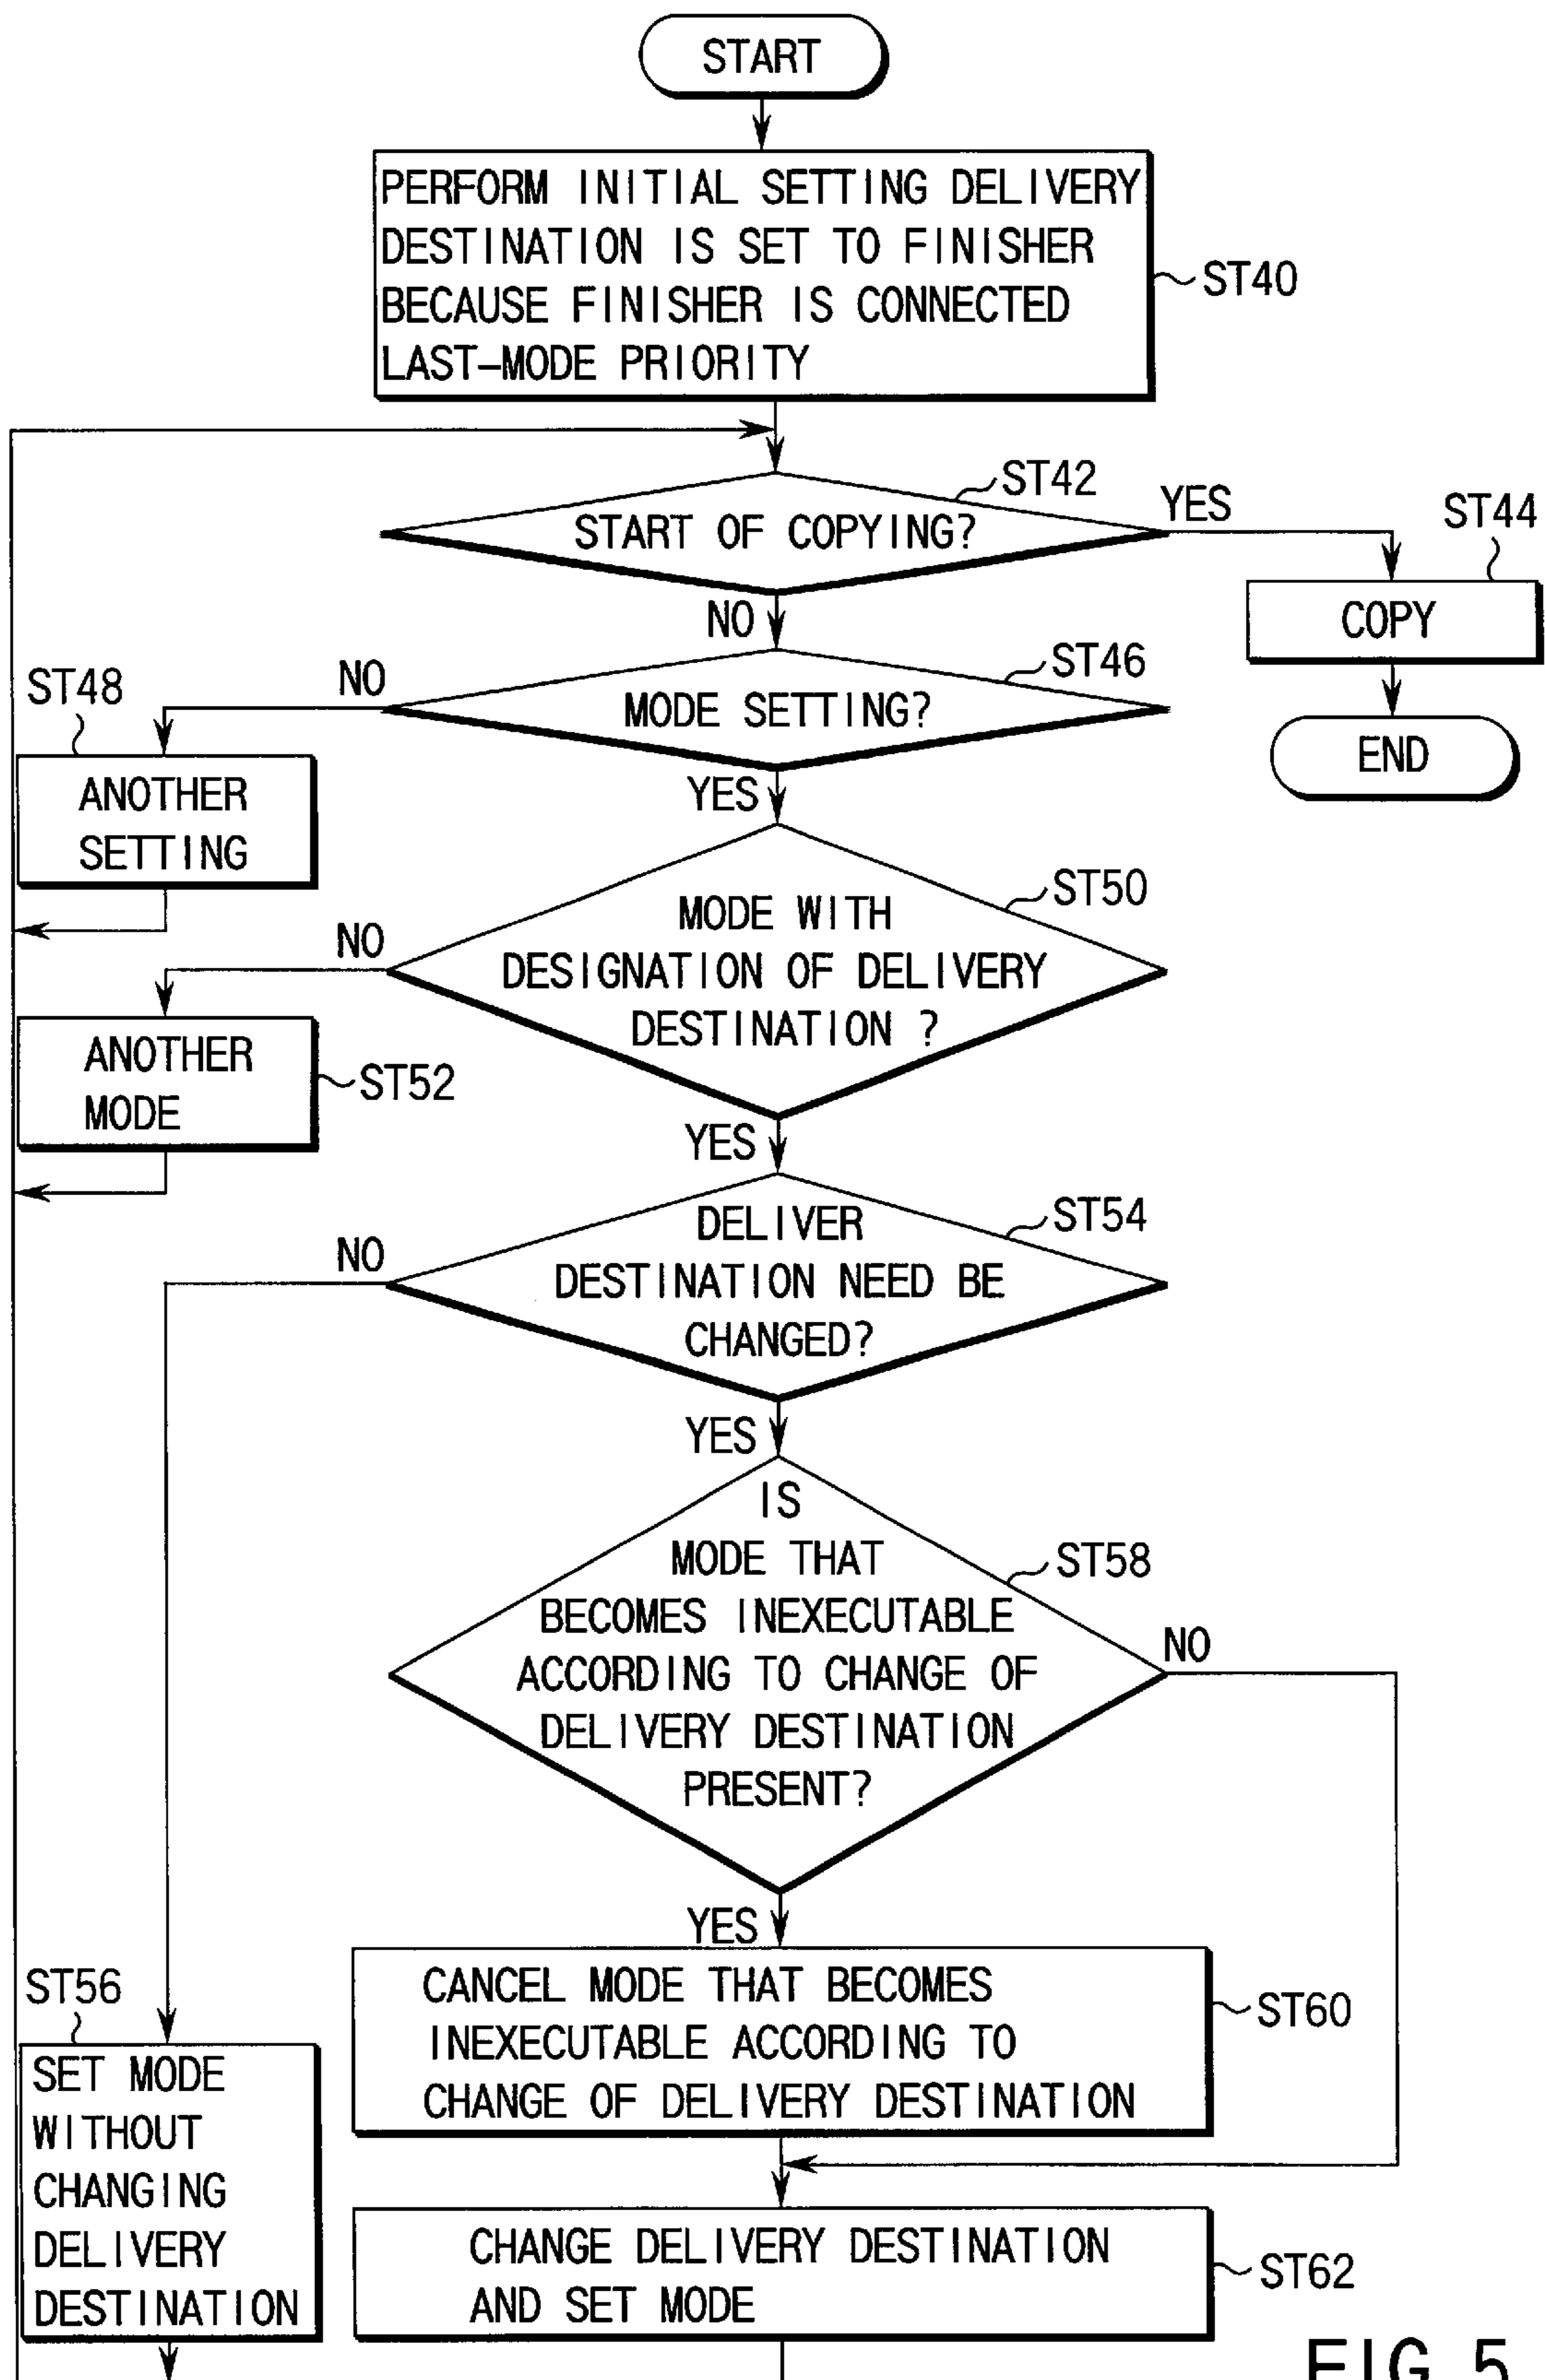 START
PERFORM INITIAL SETTING DELIVERY
DESTINATION IS SET TO FINISHER
BECAUSE FINISHER IS CONNECTED
LAST-MODE PRIORITY
ST40
ST42
START OF COPYING?
YES
ST44
COPY
END
NO
ST46
MODE SETTING?
NO
ST48
ANOTHER
SETTING
YES
ST50
MODE WITH
DESIGNATION OF DELIVERY
DESTINATION ?
NO
ANOTHER
MODE
ST52
YES
ST54
DELIVER
DESTINATION NEED BE
CHANGED?
NO
YES
IS
MODE THAT
BECOMES INEXECUTABLE
ACCORDING TO CHANGE OF
DELIVERY DESTINATION
PRESENT?
ST58
NO
YES
CANCEL MODE THAT BECOMES
INEXECUTABLE ACCORDING TO
CHANGE OF DELIVERY DESTINATION
ST60
ST56
SET MODE
WITHOUT
CHANGING
DELIVERY
DESTINATION
CHANGE DELIVERY DESTINATION
AND SET MODE
ST62
FIG.5